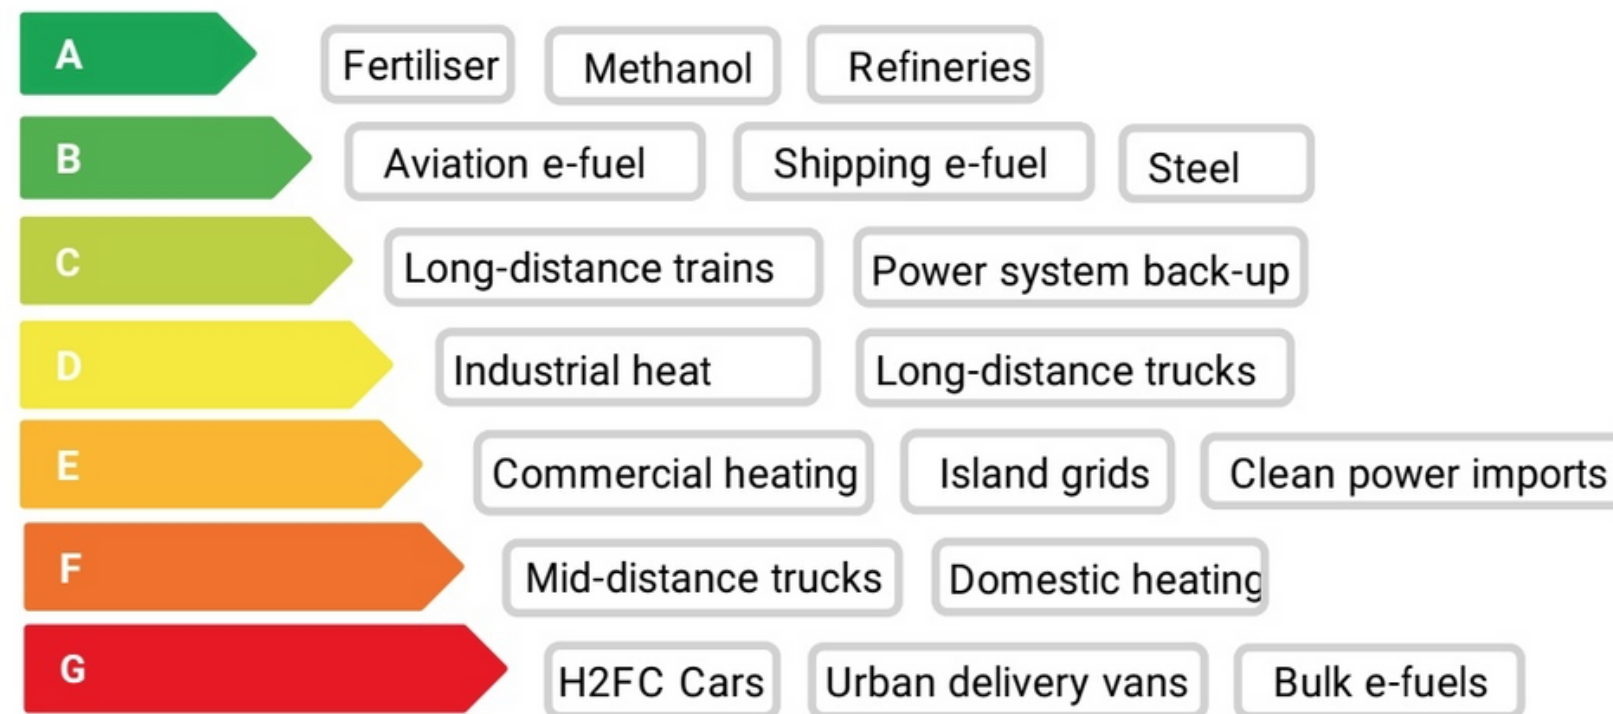 A Fertiliser Methanol Refineries
B Aviation e-fuel Shipping e-fuel Steel
C Long-distance trains Power system back-up
D Industrial heat Long-distance trucks
E Commercial heating Island grids Clean power imports
F Mid-distance trucks Domestic heating
G H2FC Cars Urban delivery vans Bulk e-fuels